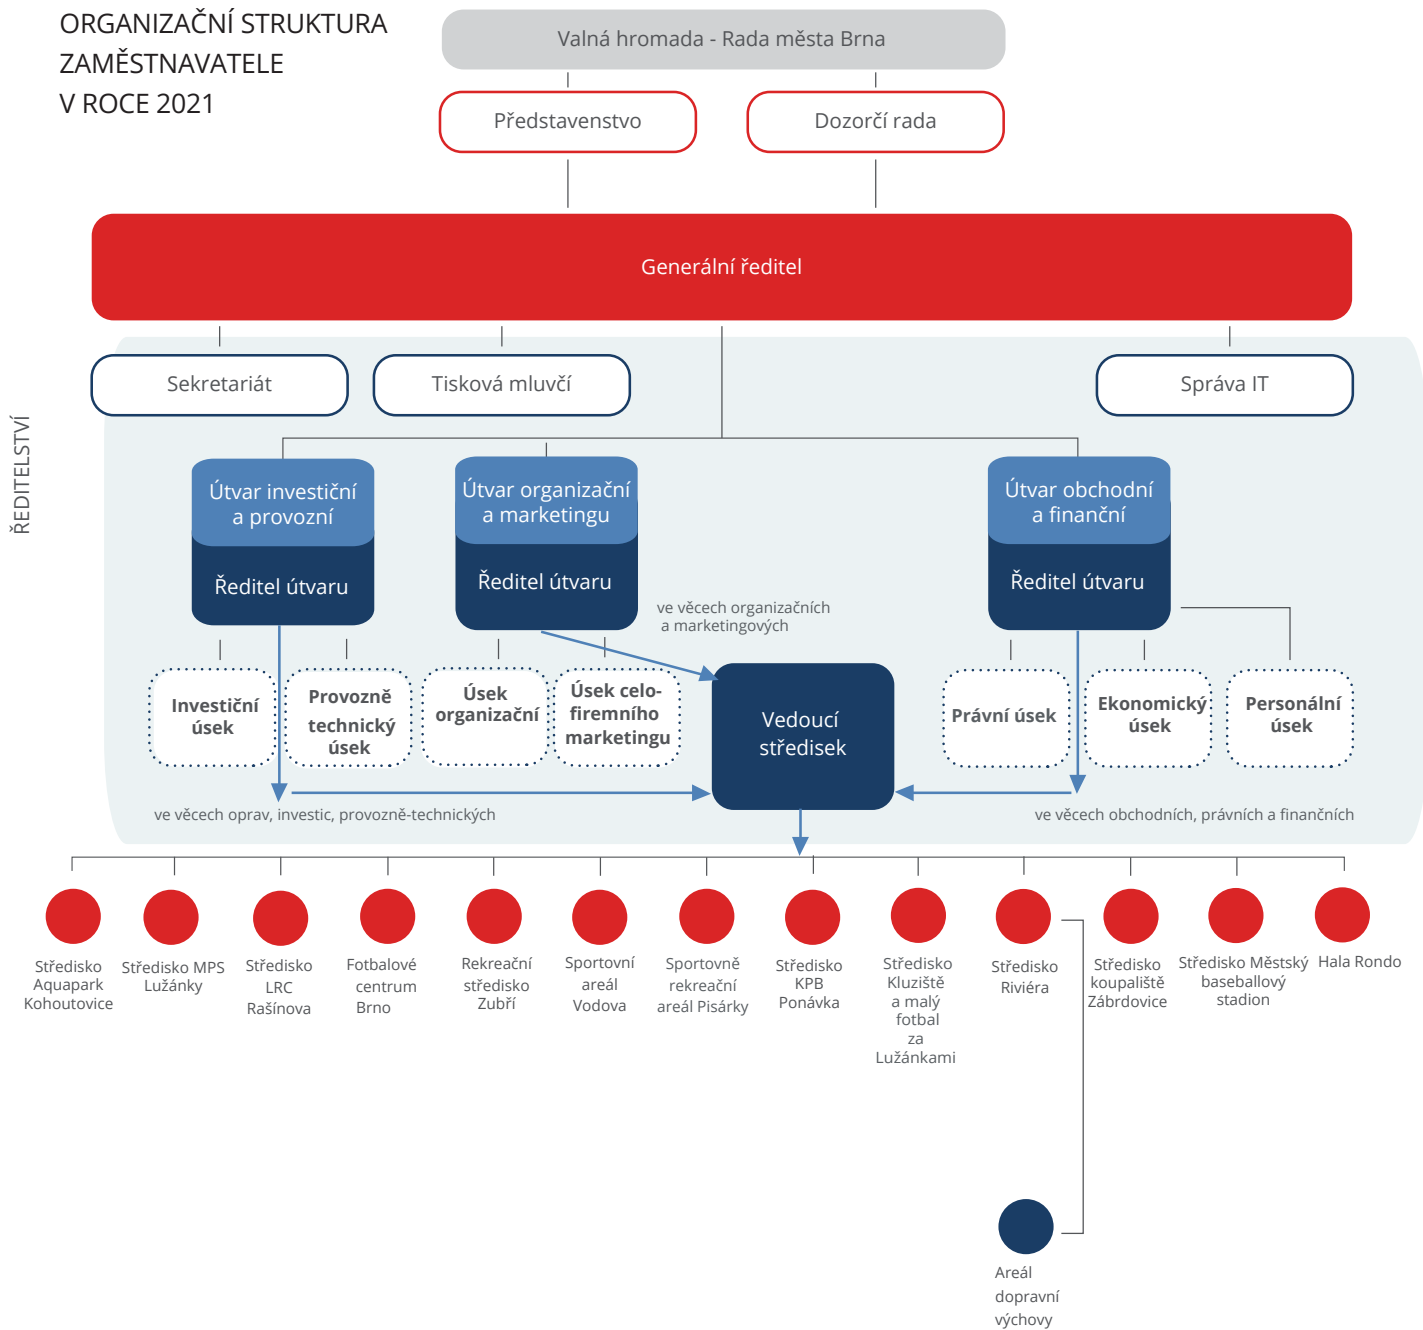 ORGANIZAČNÍ STRUKTURA
ZAMĚSTNAVATELE
V ROCE 2021
Valná hromada - Rada města Brna
Představenstvo
Dozorčí rada
Generální ředitel
ŘEDITELSTVÍ
Sekretariát
Tisková mluvčí
Správa IT
Útvar investiční
a provozní
Ředitel útvaru
Útvar organizační
a marketingu
Ředitel útvaru
Útvar obchodní
a finanční
Ředitel útvaru
ve věcech organizačních
a marketingových
Investiční
úsek
Provozně
technický
úsek
Úsek
organizační
Úsek celo-
firemního
marketingu
Vedoucí
středisek
Právní úsek
Ekonomický
úsek
Personální
úsek
ve věcech oprav, investic, provozně-technických
ve věcech obchodních, právních a finančních
Středisko
Aquapark
Kohoutovice
Středisko MPS
Lužánky
Středisko
LRC
Rašínova
Fotbalové
centrum
Brno
Rekreační
středisko
Zubří
Sportovní
areál
Vodova
Sportovně
rekreační
areál Pisárky
Středisko
KPB
Ponávka
Středisko
Kluziště
a malý
fotbal
za
Lužánkami
Středisko
Riviéra
Středisko
koupaliště
Zábrdovice
Středisko Městský
baseballový
stadion
Hala Rondo
Areál
dopravní
výchovy